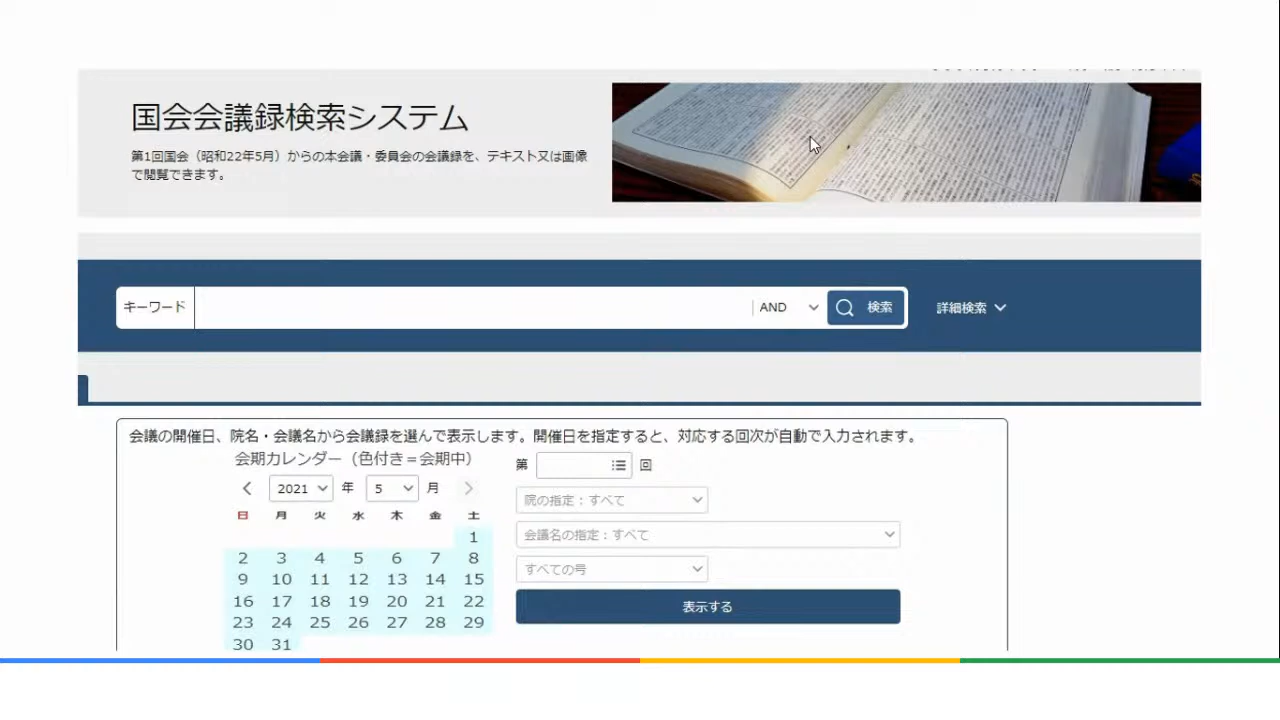 国会会議録検索システム
第1回国会（昭和22年5月）からの本会議・委員会の会議録を、テキスト又は画像
で閲覧できます。
キーワード AND 検索 詳細検索
会議の開催日、院名・会議名から会議録を選んで表示します。開催日を指定すると、対応する回次が自動で入力されます。
会期カレンダー（色付き＝会期中）
2021 年 5 月
日 月 火 水 木 金 土
1
2 3 4 5 6 7 8
9 10 11 12 13 14 15
16 17 18 19 20 21 22
23 24 25 26 27 28 29
30 31
第 回
院の指定：すべて
会議名の指定：すべて
すべての号
表示する